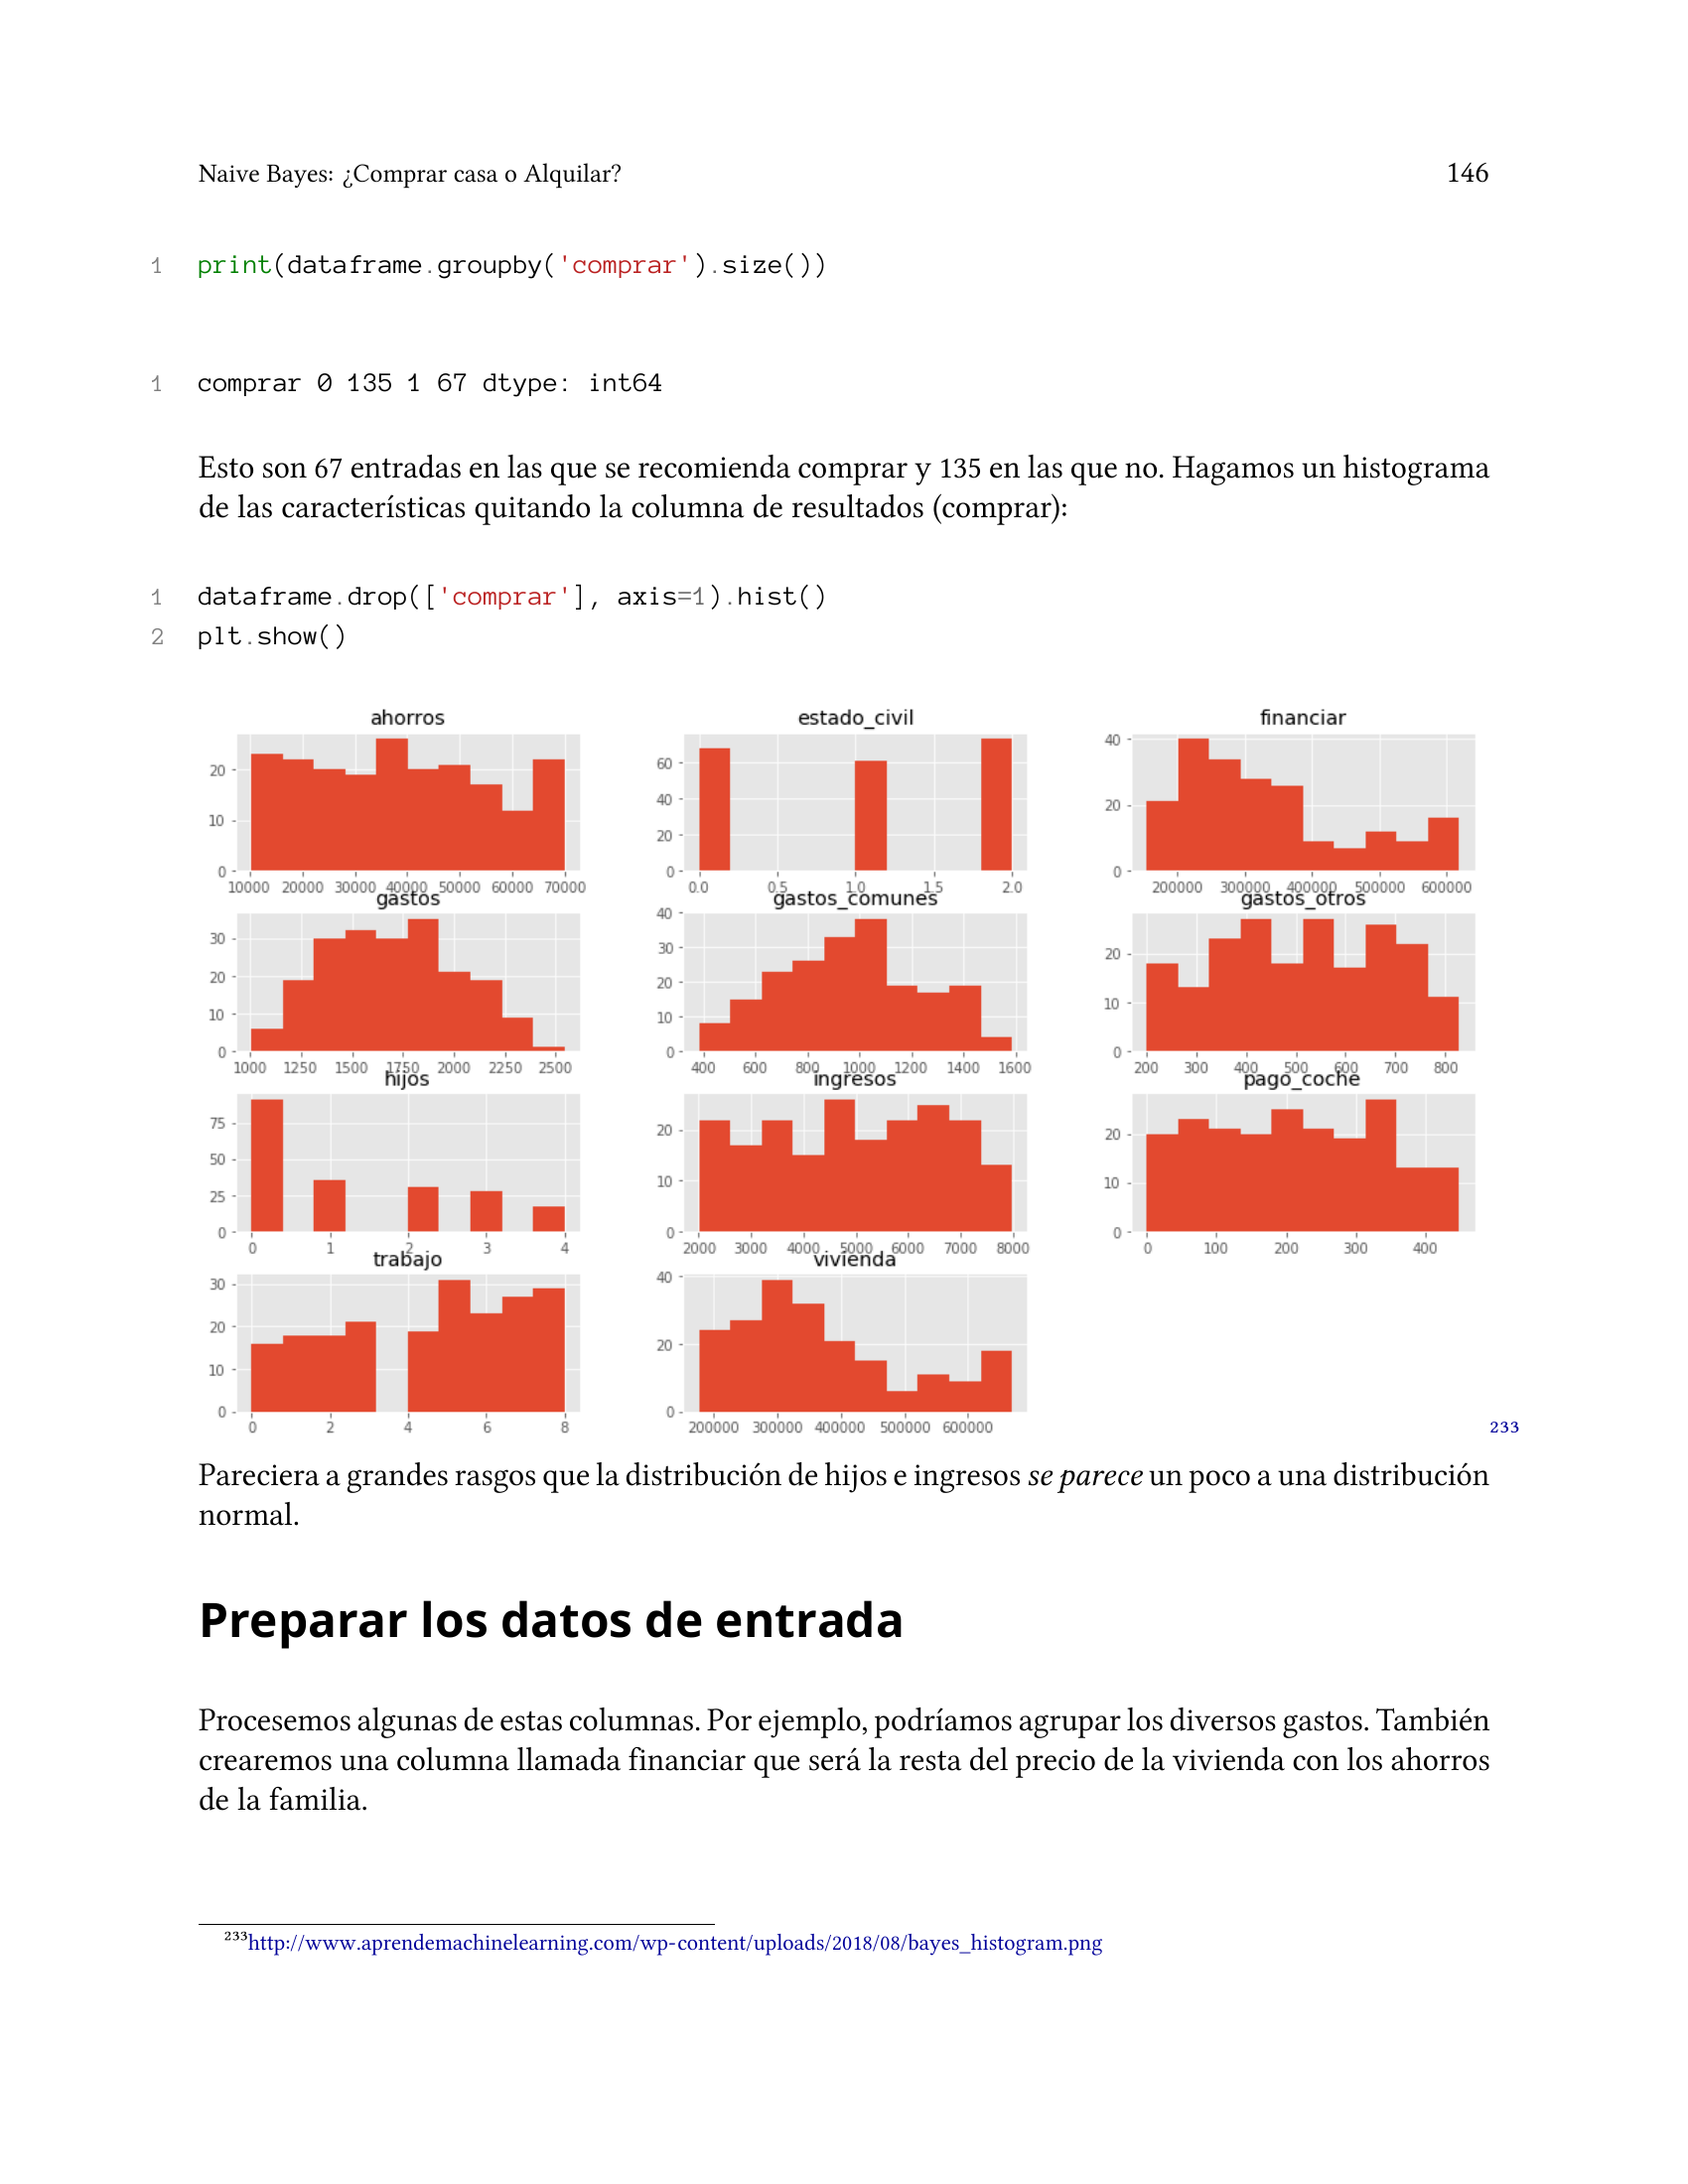 Naive Bayes: ¿Comprar casa o Alquilar? 146
1 print(dataframe.groupby('comprar').size())
1 comprar 0 135 1 67 dtype: int64
Esto son 67 entradas en las que se recomienda comprar y 135 en las que no. Hagamos un histograma
de las características quitando la columna de resultados (comprar):
1 dataframe.drop(['comprar'], axis=1).hist()
2 plt.show()
ahorros estado_civil financiar
20
10
0
10000 20000 30000 40000 50000 60000 70000
60
40
20
0
0.0 0.5 1.0 1.5 2.0
40
20
0
200000 300000 400000 500000 600000
gastos gastos_comunes gastos_otros
30
20
10
0
1000 1250 1500 1750 2000 2250 2500
40
30
20
10
0
400 600 800 1000 1200 1400 1600
20
10
0
200 300 400 500 600 700 800
hijos ingresos pago_coche
75
50
25
0
0 1 2 3 4
20
10
0
2000 3000 4000 5000 6000 7000 8000
20
10
0
0 100 200 300 400
trabajo vivienda
30
20
10
0
0 2 4 6 8
40
20
0
200000 300000 400000 500000 600000
233
Pareciera a grandes rasgos que la distribución de hijos e ingresos se parece un poco a una distribución
normal.
Preparar los datos de entrada
Procesemos algunas de estas columnas. Por ejemplo, podríamos agrupar los diversos gastos. También
crearemos una columna llamada financiar que será la resta del precio de la vivienda con los ahorros
de la familia.
233http://www.aprendemachinelearning.com/wp-content/uploads/2018/08/bayes_histogram.png